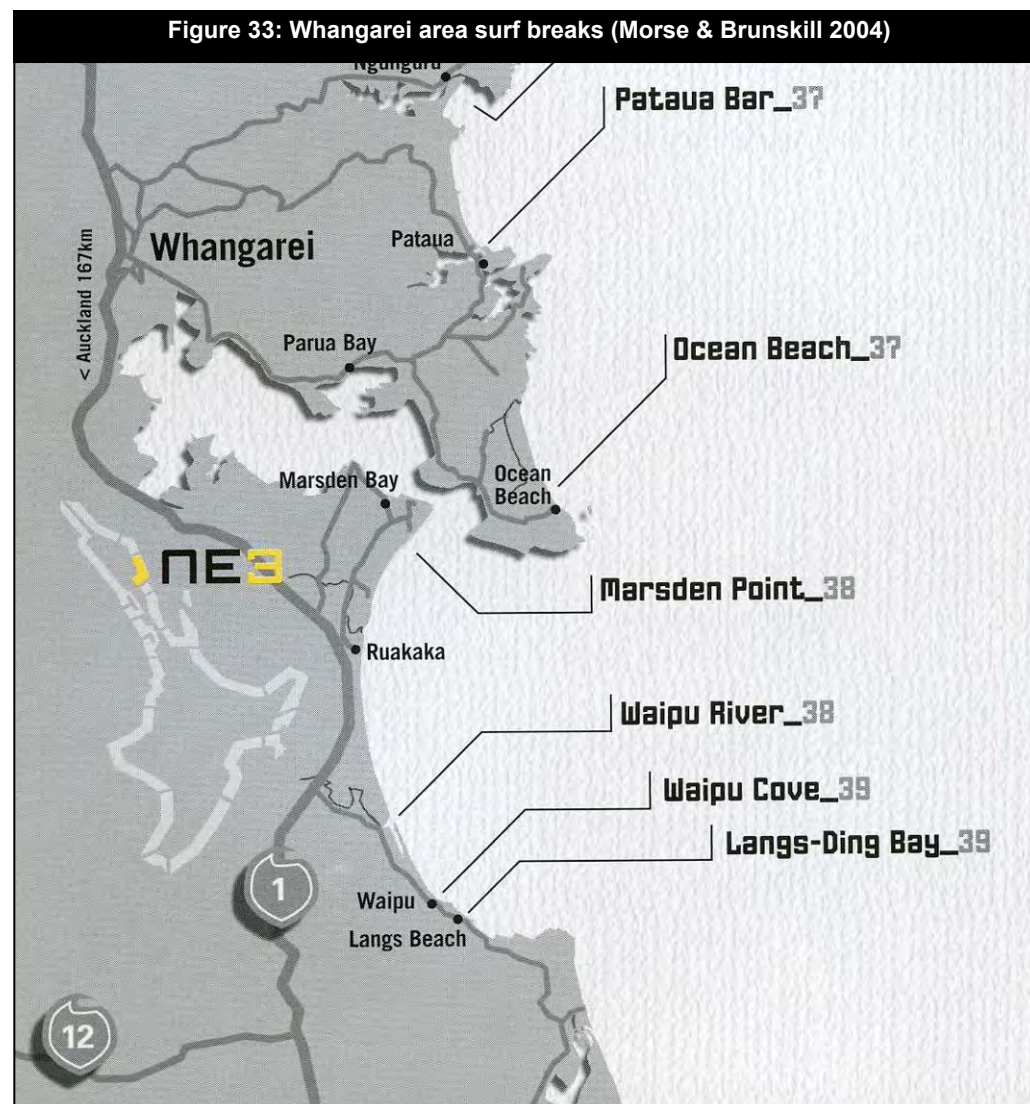 Figure 33: Whangarei area surf breaks (Morse & Brunskill 2004)
Ngunguru
Pataua Bar_37
Pataua
Whangarei
< Auckland 167km
Parua Bay
Ocean Beach_37
Ocean
Beach
Marsden Bay
NE3
Marsden Point_38
Ruakaka
Waipu River_38
Waipu Cove_39
Langs-Ding Bay_39
1
Waipu
Langs Beach
12